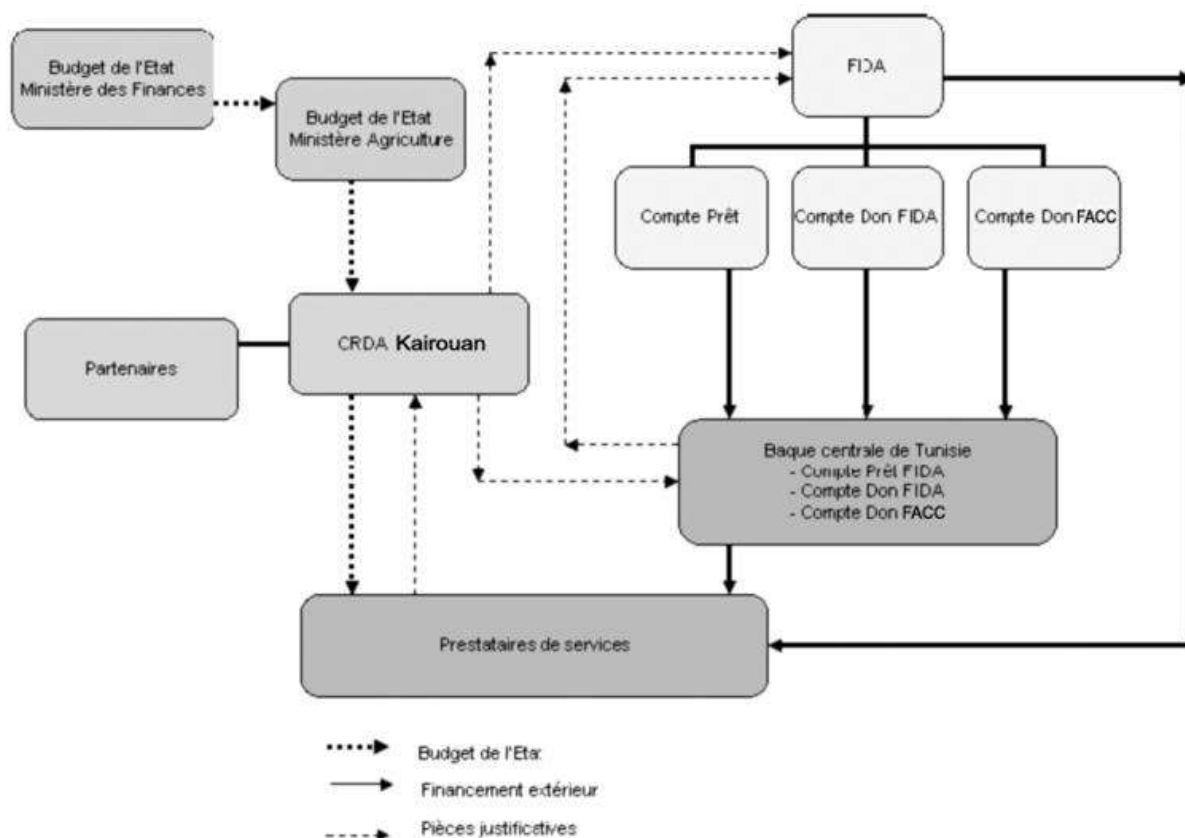 Budget de l'Etat
Ministère des Finances
Budget de l'Etat
Ministère Agriculture
FIDA
Compte Prêt
Compte Don FIDA
Compte Don FACC
Partenaires
CRDA Kairouan
Baque centrale de Tunisie
- Compte Prêt FIDA
- Compte Don FIDA
- Compte Don FACC
Prestataires de services
Budget de l'Etat
Financement extérieur
Pièces justificatives